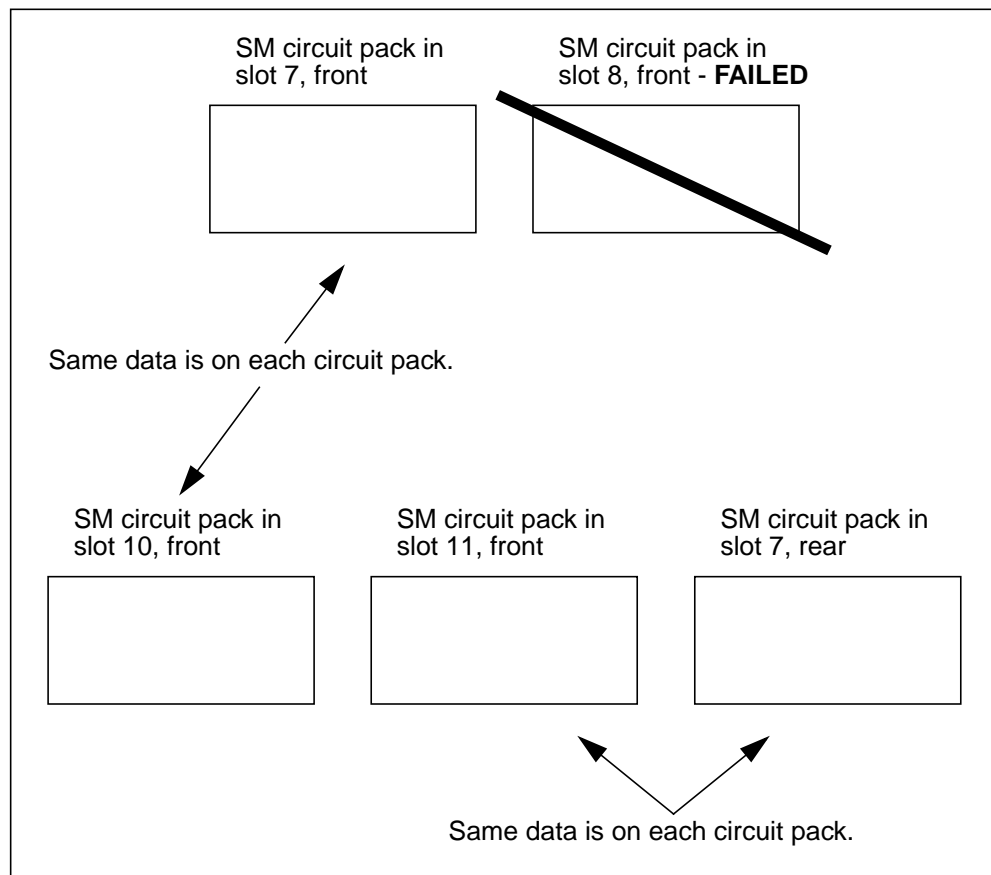 SM circuit pack in
slot 7, front
SM circuit pack in
slot 8, front - FAILED
Same data is on each circuit pack.
SM circuit pack in
slot 10, front
SM circuit pack in
slot 11, front
SM circuit pack in
slot 7, rear
Same data is on each circuit pack.